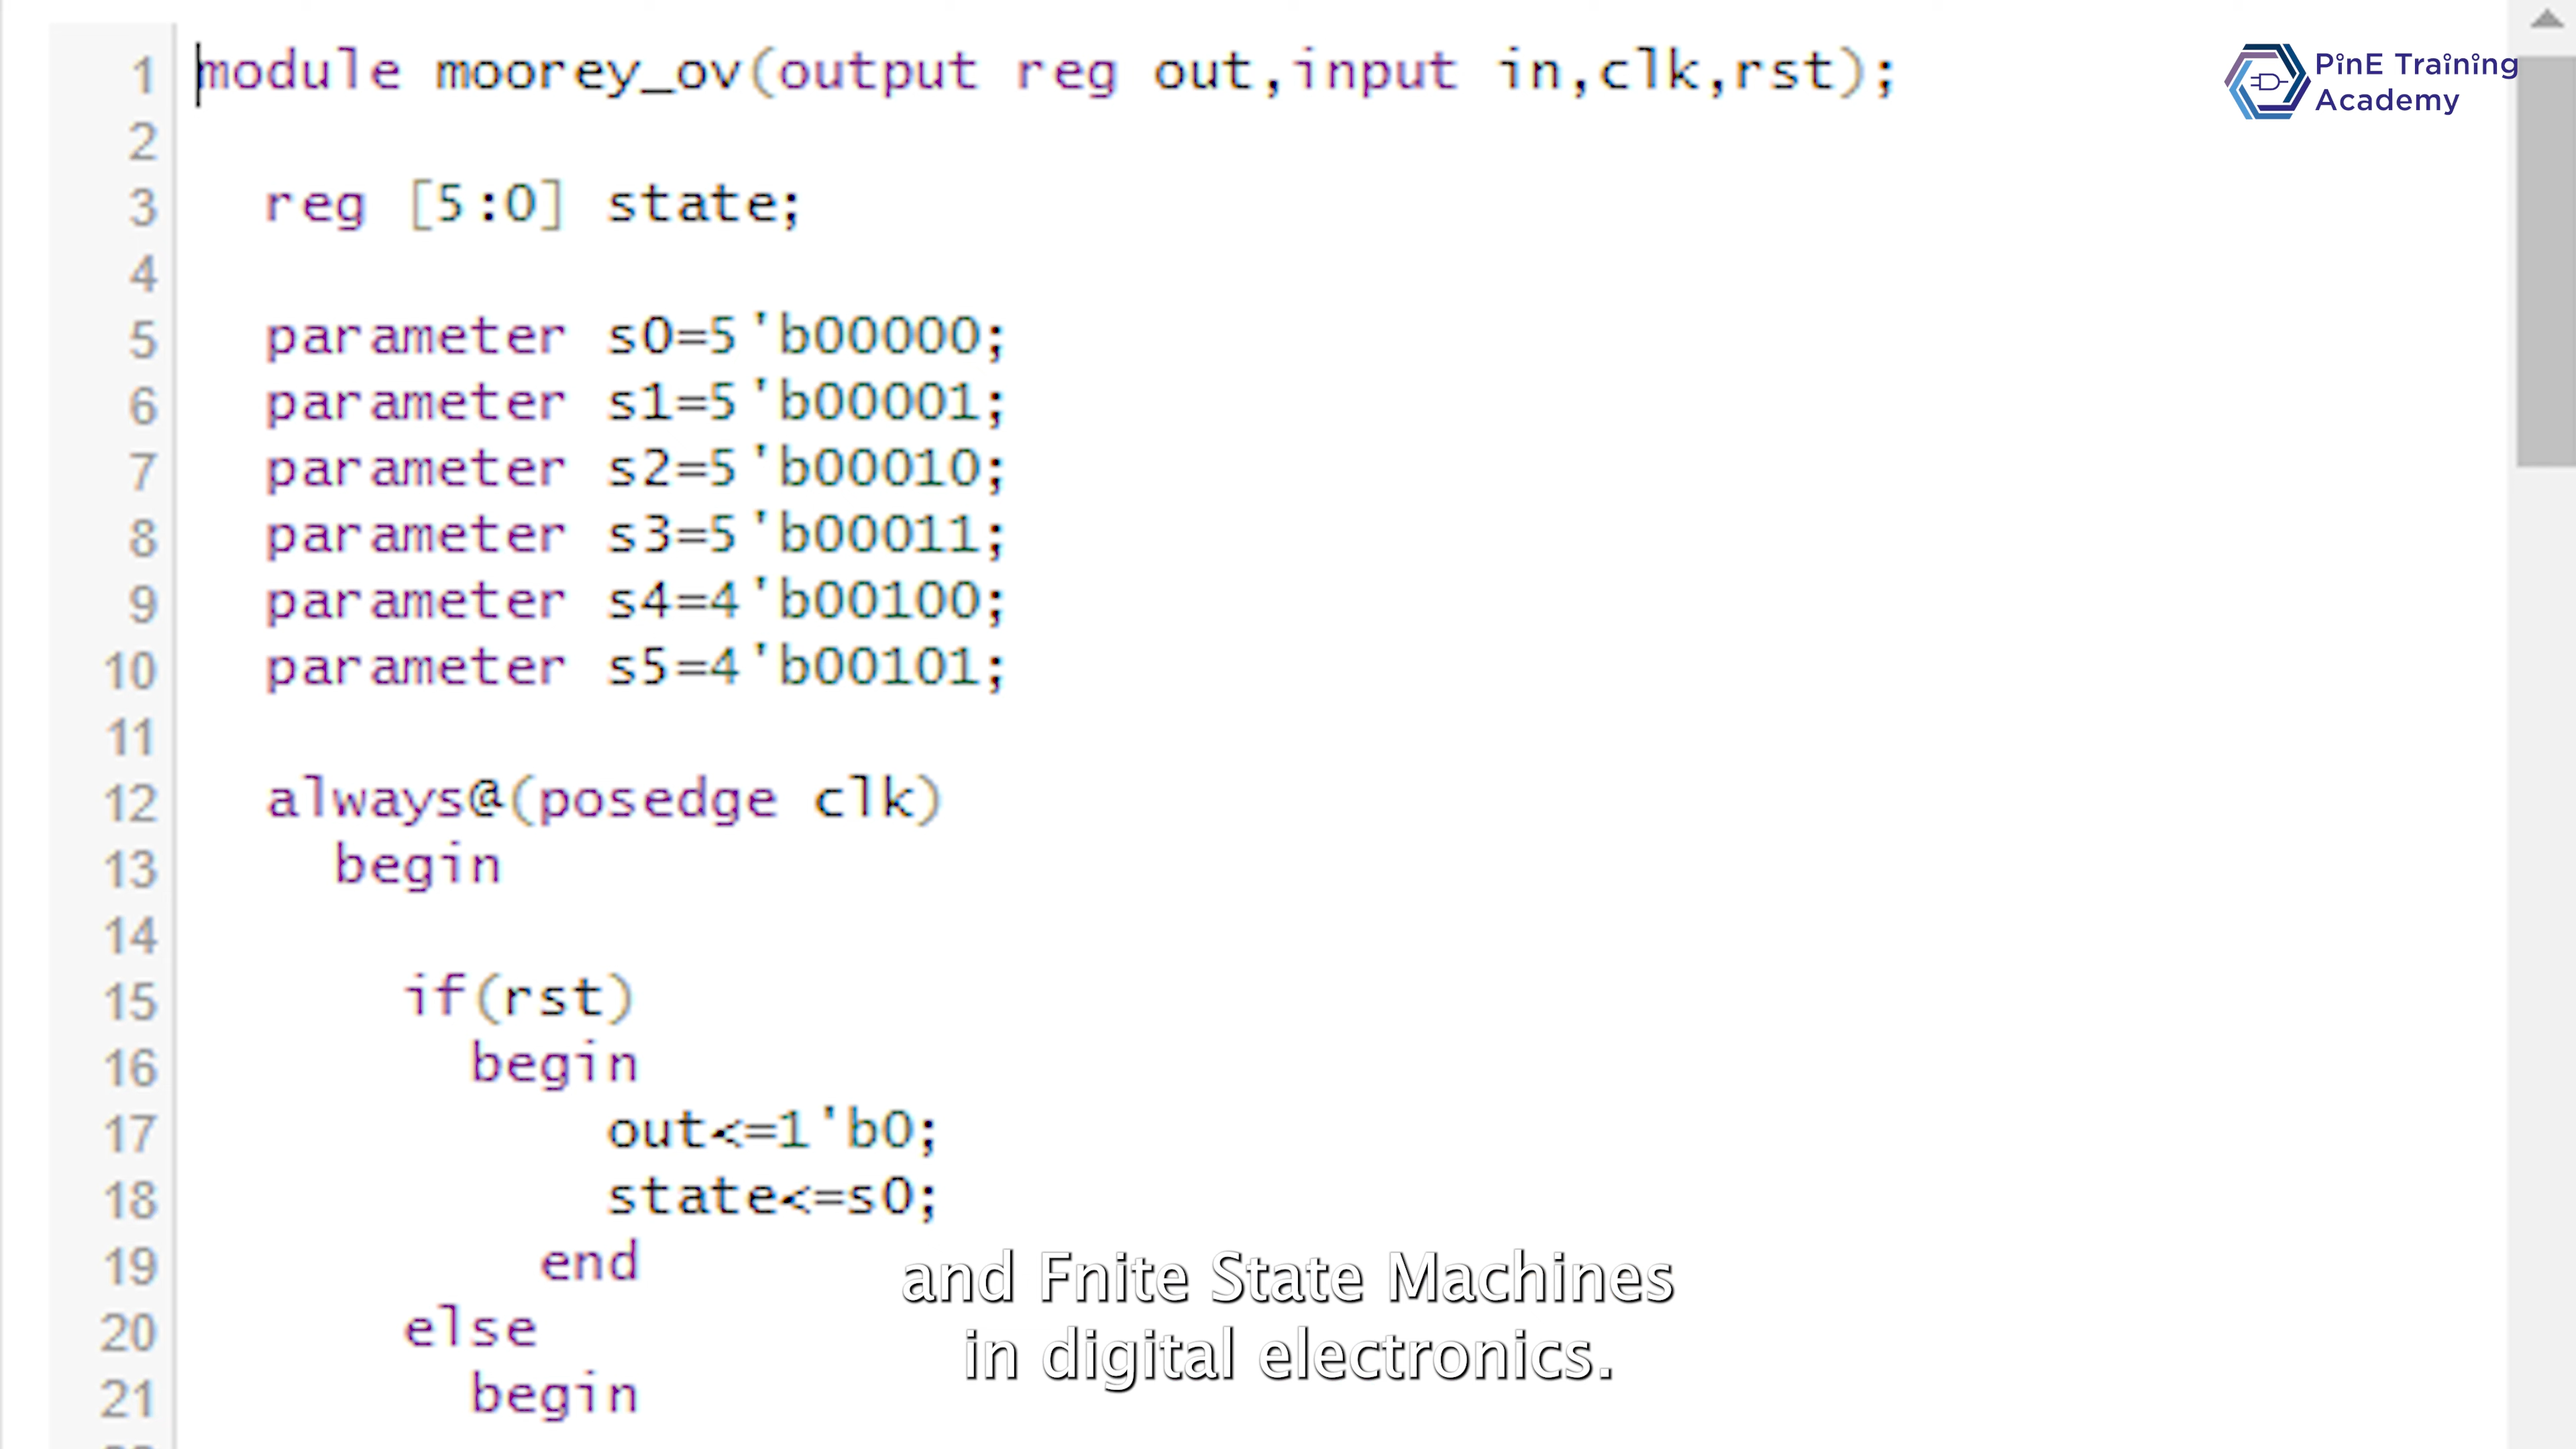 1 module moorey_ov(output reg out,input in,clk,rst);
2
3 reg [5:0] state;
4
5 parameter s0=5'b00000;
6 parameter s1=5'b00001;
7 parameter s2=5'b00010;
8 parameter s3=5'b00011;
9 parameter s4=4'b00100;
10 parameter s5=4'b00101;
11
12 always@(posedge clk)
13 begin
14
15 if(rst)
16 begin
17 out<=1'b0;
18 state<=s0;
19 end
20 else
21 begin
PinE Training
Academy
and Fnite State Machines
in digital electronics.